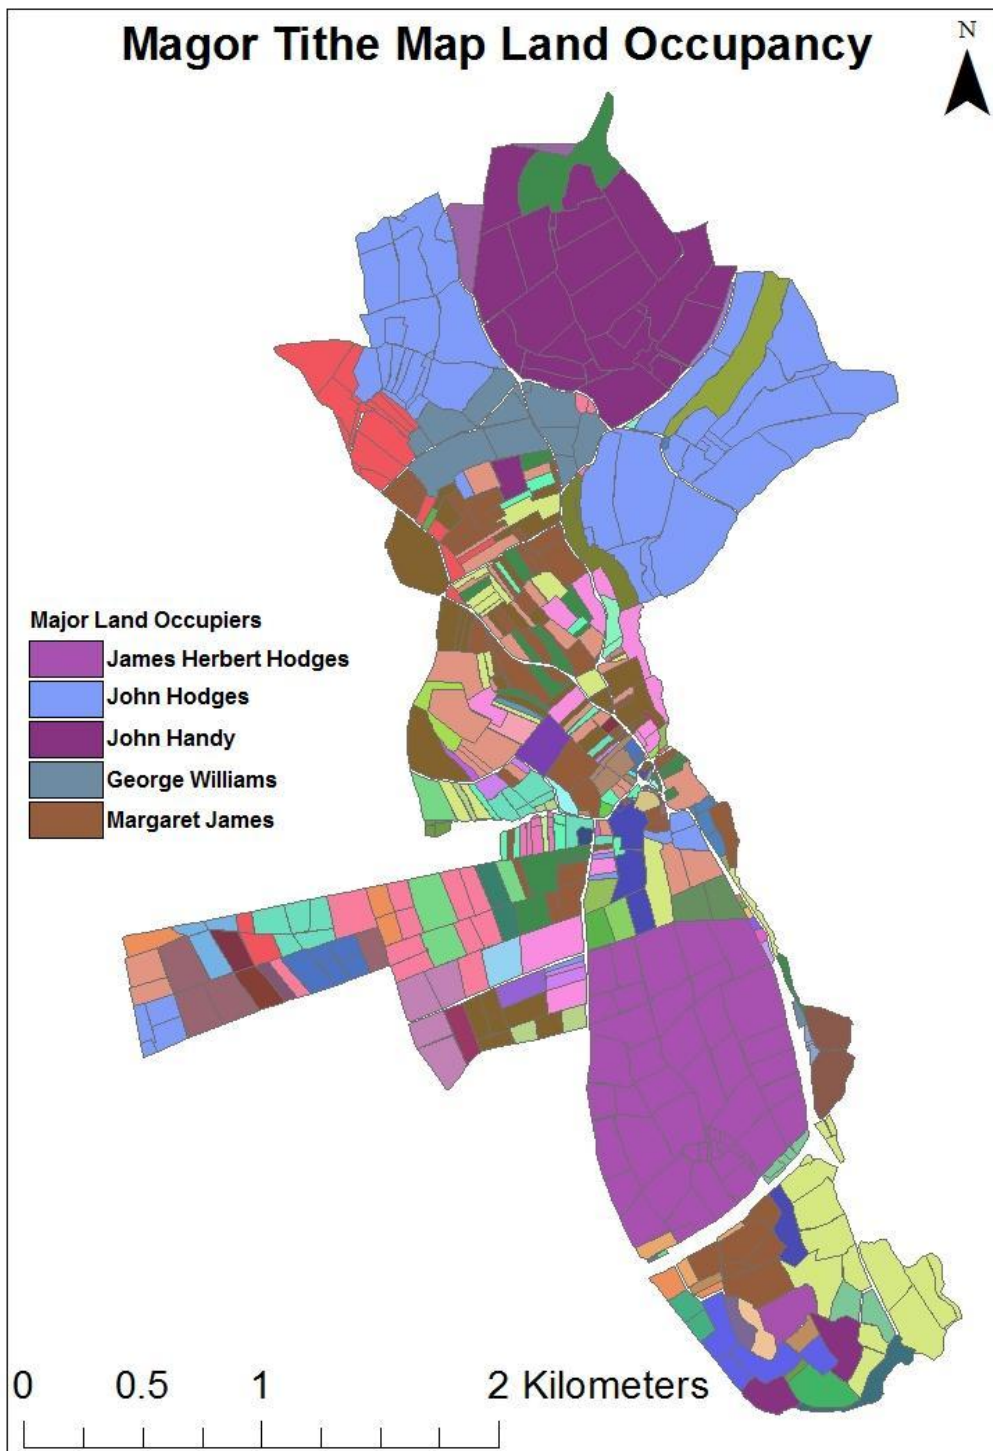 Magor Tithe Map Land Occupancy
N
Major Land Occupiers
James Herbert Hodges
John Hodges
John Handy
George Williams
Margaret James
0 0.5 1 2 Kilometers